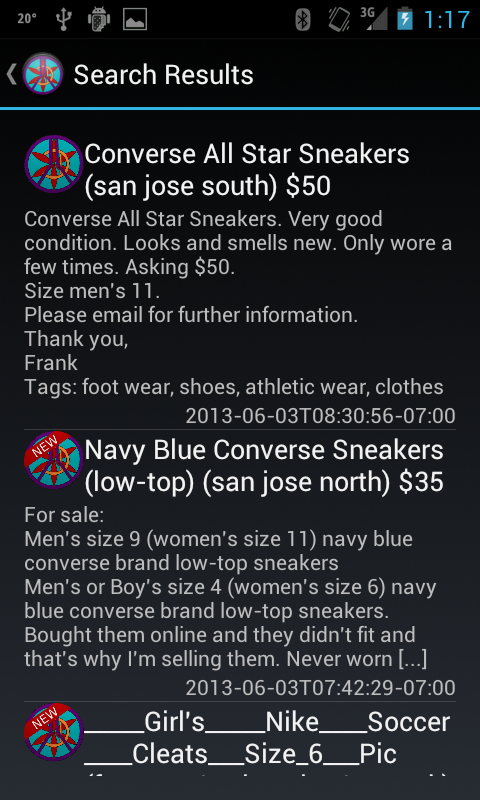 20°
3G
1:17
Search Results
Converse All Star Sneakers
(san jose south) $50
Converse All Star Sneakers. Very good
condition. Looks and smells new. Only wore a
few times. Asking $50.
Size men's 11.
Please email for further information.
Thank you,
Frank
Tags: foot wear, shoes, athletic wear, clothes
2013-06-03T08:30:56-07:00
NEW
Navy Blue Converse Sneakers
(low-top) (san jose north) $35
For sale:
Men's size 9 (women's size 11) navy blue
converse brand low-top sneakers
Men's or Boy's size 4 (women's size 6) navy
blue converse brand low-top sneakers.
Bought them online and they didn't fit and
that's why I'm selling them. Never worn [...]
2013-06-03T07:42:29-07:00
NEW
_____Girl's_____Nike____Soccer
____Cleats___Size_6___Pic